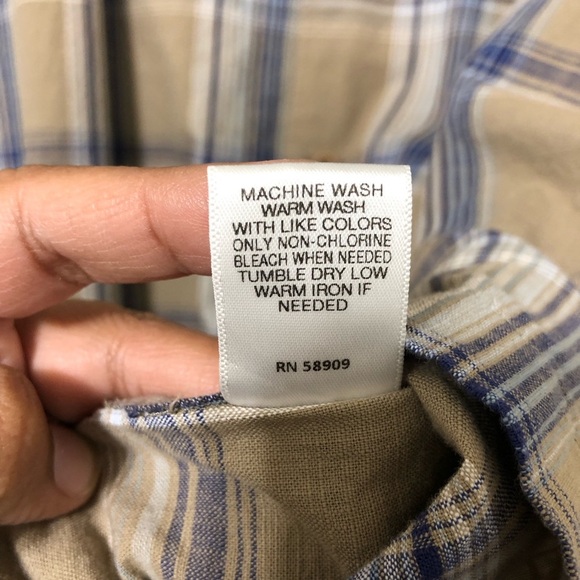 MACHINE WASH
WARM WASH
WITH LIKE COLORS
ONLY NON-CHLORINE
BLEACH WHEN NEEDED
TUMBLE DRY LOW
WARM IRON IF
NEEDED
RN 58909